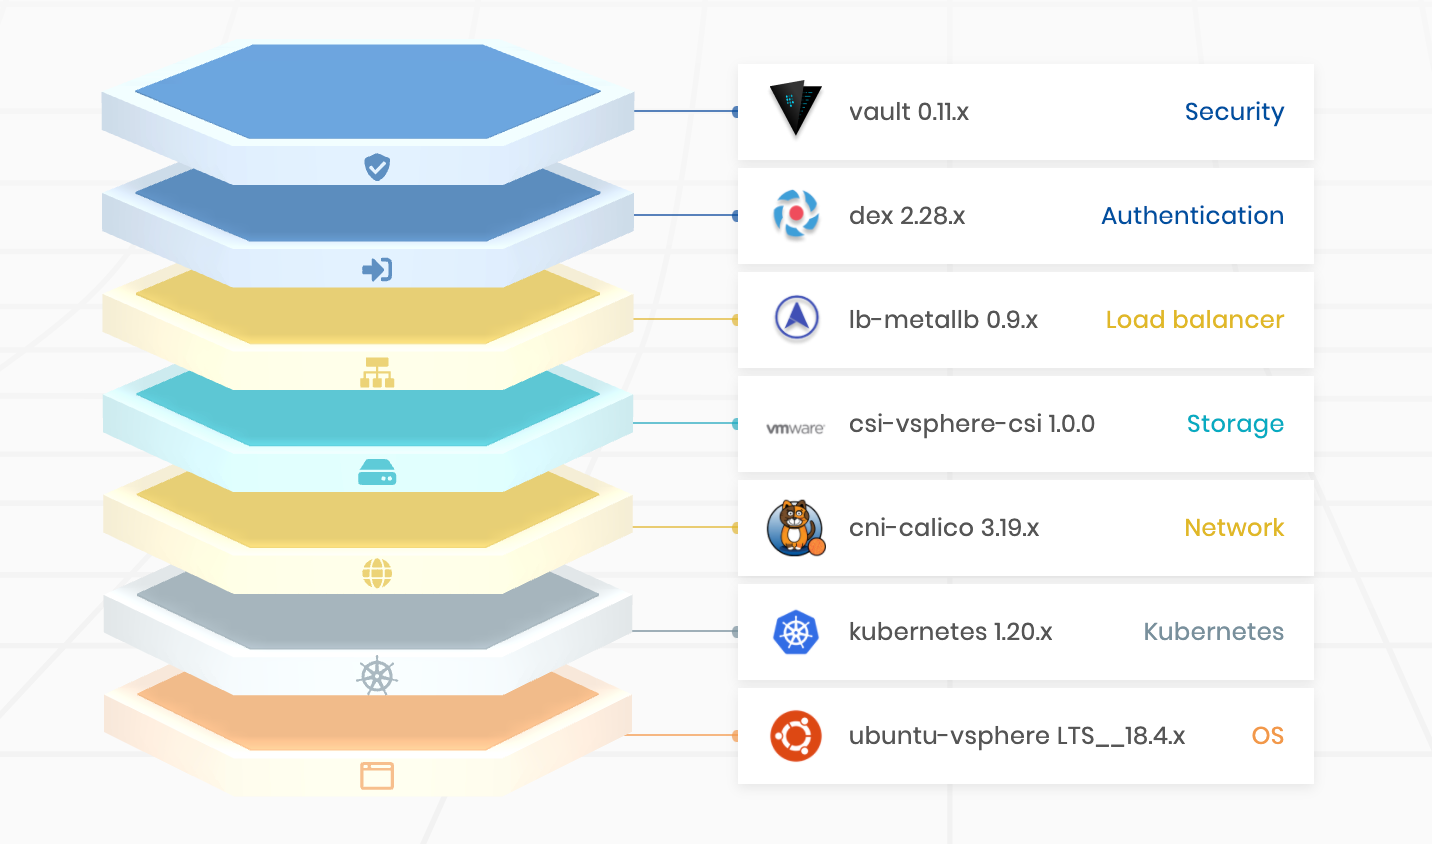 vault 0.11.x Security
dex 2.28.x Authentication
lb-metallb 0.9.x Load balancer
vmware csi-vsphere-csi 1.0.0 Storage
cni-calico 3.19.x Network
kubernetes 1.20.x Kubernetes
ubuntu-vsphere LTS__18.4.x OS